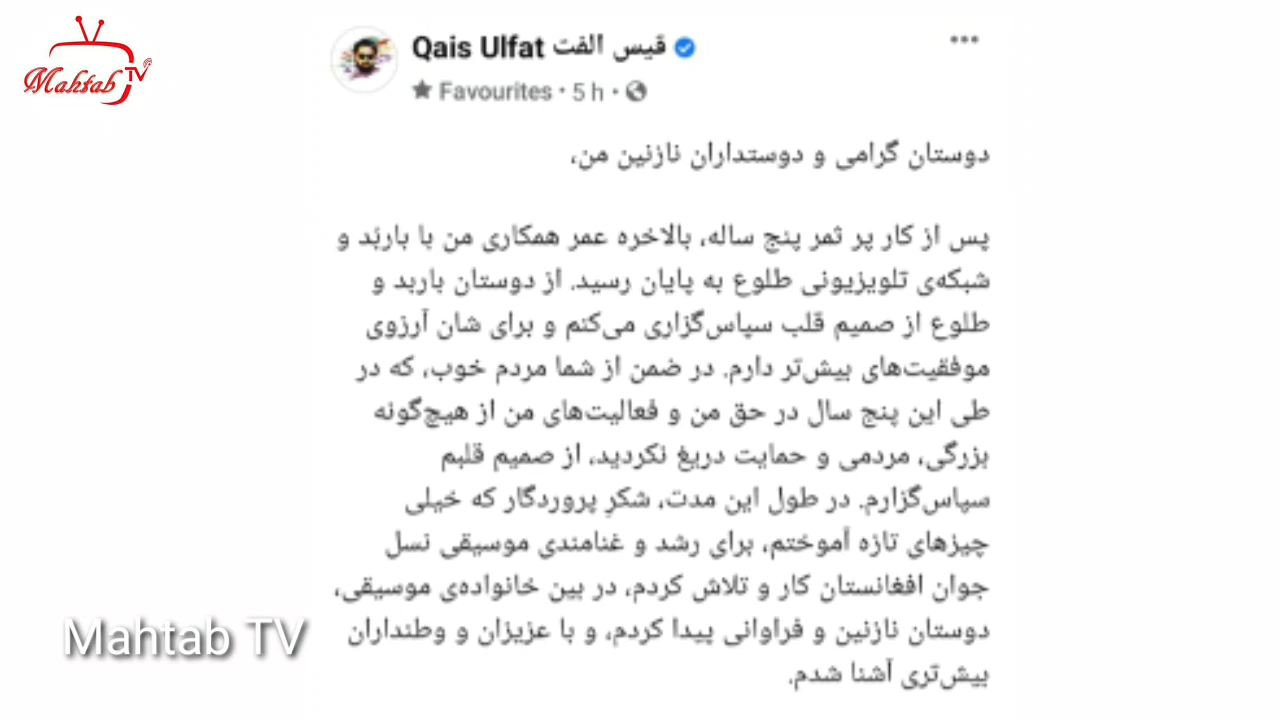 Mahtab TV
Qais Ulfat قیس الفت
Favourites · 5 h ·
دوستان گرامی و دوستداران نازنین من،
پس از کار پر ثمر پنج ساله، بالاخره عمر همکاری من با باربَد و
شبکه‌ی تلویزیونی طلوع به پایان رسید. از دوستان باربد و
طلوع از صمیم قلب سپاس‌گزاری می‌کنم و برای شان آرزوی
موفقیت‌های بیش‌تر دارم. در ضمن از شما مردم خوب، که در
طی این پنج سال در حق من و فعالیت‌های من از هیچ‌گونه
بزرگی، مردمی و حمایت دریغ نکردید، از صمیم قلبم
سپاس‌گزارم. در طول این مدت، شکرِ پروردگار که خیلی
چیزهای تازه آموختم، برای رشد و غنامندی موسیقی نسل
جوان افغانستان کار و تلاش کردم، در بین خانواده‌ی موسیقی،
دوستان نازنین و فراوانی پیدا کردم، و با عزیزان و وطنداران
بیش‌تری آشنا شدم.
Mahtab TV